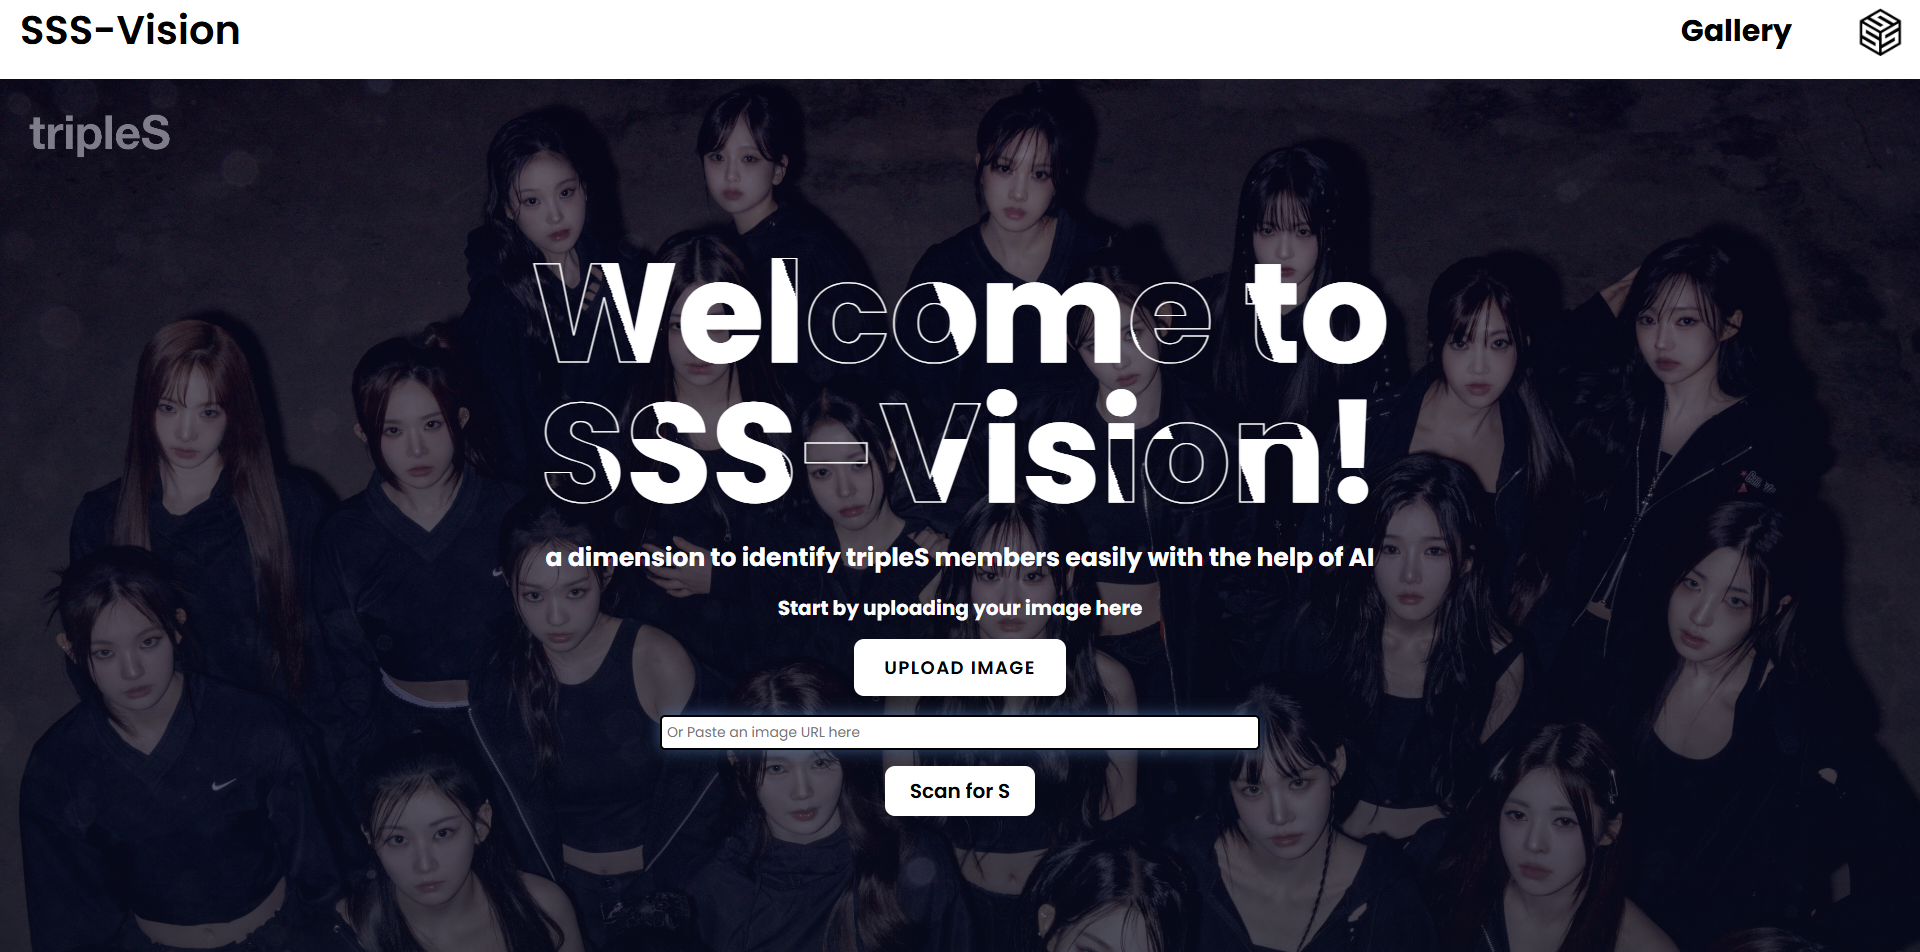 SSS-Vision
Gallery
tripleS
Welcome to
SSS-Vision!
a dimension to identify tripleS members easily with the help of AI
Start by uploading your image here
UPLOAD IMAGE
Or Paste an image URL here
Scan for S